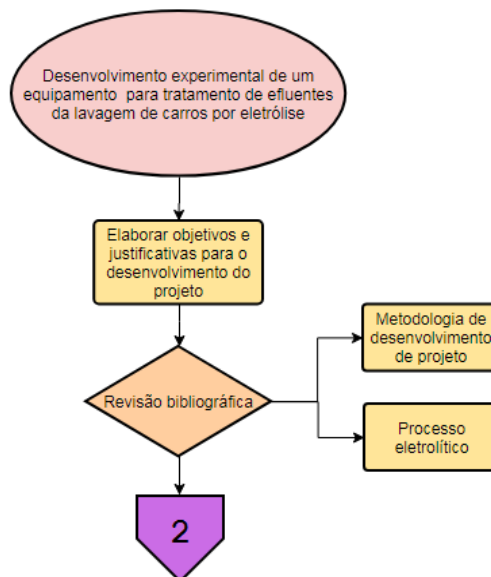 Desenvolvimento experimental de um
equipamento para tratamento de efluentes
da lavagem de carros por eletrólise
Elaborar objetivos e
justificativas para o
desenvolvimento do
projeto
Revisão bibliográfica
Metodologia de
desenvolvimento
de projeto
Processo
eletrolítico
2